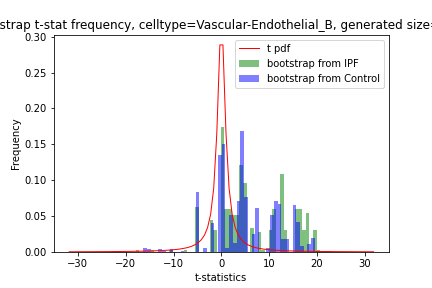 strap t-stat frequency, celltype=Vascular-Endothelial_B, generated size=
t pdf
bootstrap from IPF
bootstrap from Control
Frequency
0.30
0.25
0.20
0.15
0.10
0.05
0.00
−30 −20 −10 0 10 20 30
t-statistics